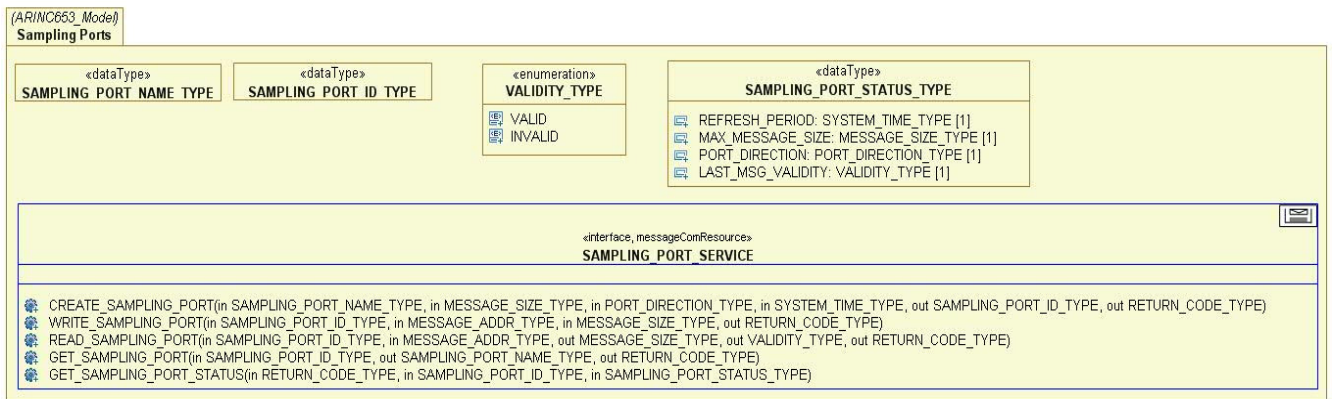 (ARINC653_Model)
Sampling Ports
«dataType»
SAMPLING_PORT_NAME_TYPE
«dataType»
SAMPLING_PORT_ID_TYPE
«enumeration»
VALIDITY_TYPE
VALID
INVALID
«dataType»
SAMPLING_PORT_STATUS_TYPE
REFRESH_PERIOD: SYSTEM_TIME_TYPE [1]
MAX_MESSAGE_SIZE: MESSAGE_SIZE_TYPE [1]
PORT_DIRECTION: PORT_DIRECTION_TYPE [1]
LAST_MSG_VALIDITY: VALIDITY_TYPE [1]
«interface, messageComResource»
SAMPLING_PORT_SERVICE
CREATE_SAMPLING_PORT(in SAMPLING_PORT_NAME_TYPE, in MESSAGE_SIZE_TYPE, in PORT_DIRECTION_TYPE, in SYSTEM_TIME_TYPE, out SAMPLING_PORT_ID_TYPE, out RETURN_CODE_TYPE)
WRITE_SAMPLING_PORT(in SAMPLING_PORT_ID_TYPE, in MESSAGE_ADDR_TYPE, in MESSAGE_SIZE_TYPE, out RETURN_CODE_TYPE)
READ_SAMPLING_PORT(in SAMPLING_PORT_ID_TYPE, in MESSAGE_ADDR_TYPE, out MESSAGE_SIZE_TYPE, out VALIDITY_TYPE, out RETURN_CODE_TYPE)
GET_SAMPLING_PORT(in SAMPLING_PORT_ID_TYPE, out SAMPLING_PORT_NAME_TYPE, out RETURN_CODE_TYPE)
GET_SAMPLING_PORT_STATUS(in RETURN_CODE_TYPE, in SAMPLING_PORT_ID_TYPE, in SAMPLING_PORT_STATUS_TYPE)